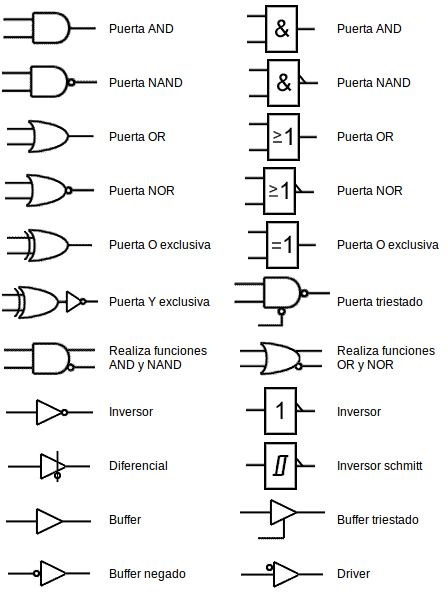 Puerta AND
& Puerta AND
Puerta NAND
& Puerta NAND
Puerta OR
≥1 Puerta OR
Puerta NOR
≥1 Puerta NOR
Puerta O exclusiva
=1 Puerta O exclusiva
Puerta Y exclusiva
Puerta triestado
Realiza funciones
AND y NAND
Realiza funciones
OR y NOR
Inversor
1 Inversor
Diferencial
Inversor schmitt
Buffer
Buffer triestado
Buffer negado
Driver